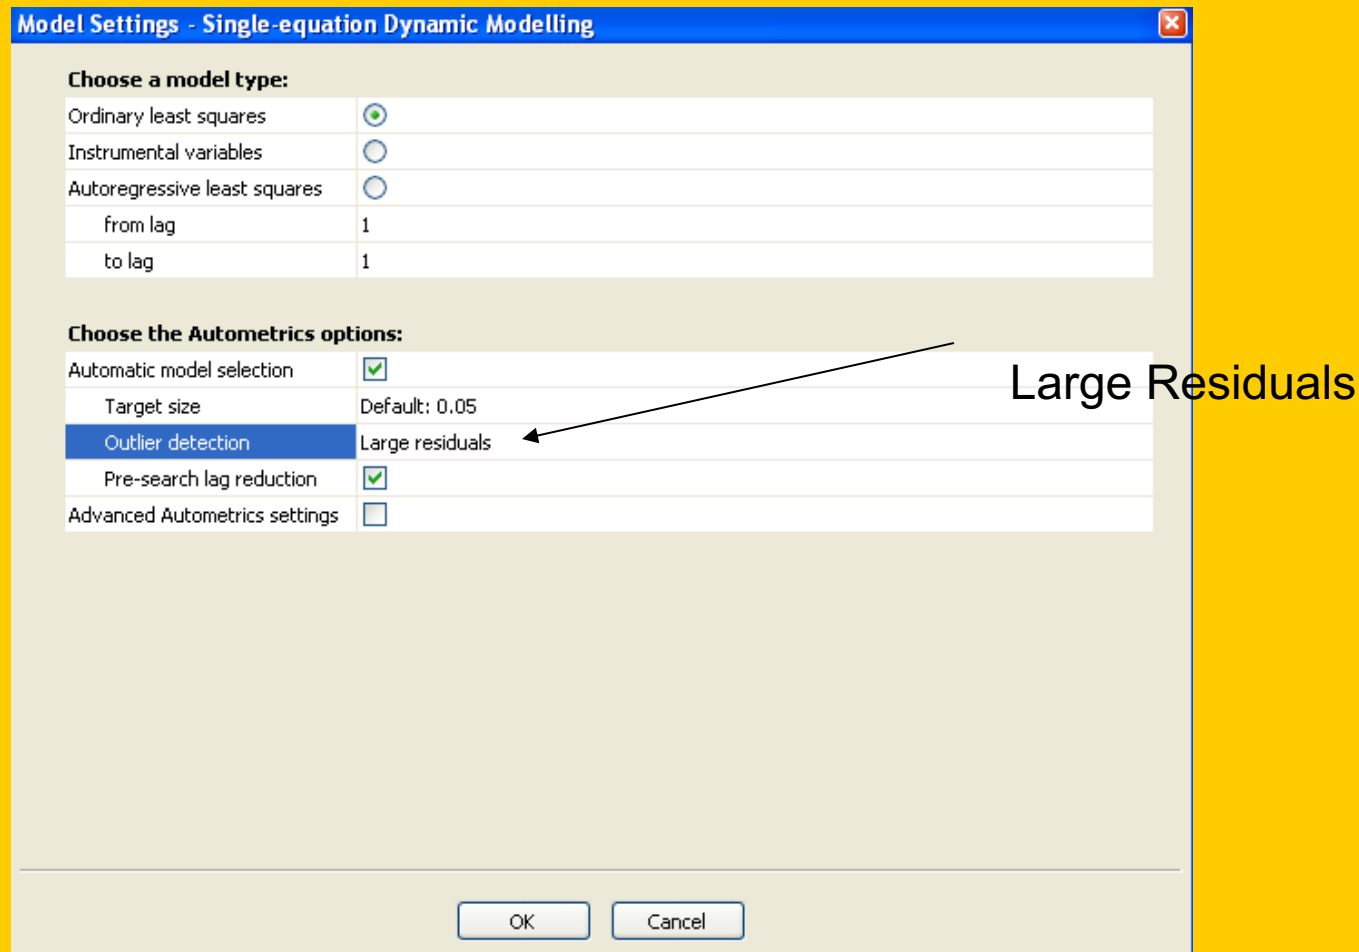 Model Settings - Single-equation Dynamic Modelling
Choose a model type:
Ordinary least squares
Instrumental variables
Autoregressive least squares
from lag 1
to lag 1
Choose the Autometrics options:
Automatic model selection
Large Residuals
Target size Default: 0.05
Outlier detection Large residuals
Pre-search lag reduction
Advanced Autometrics settings
OK Cancel